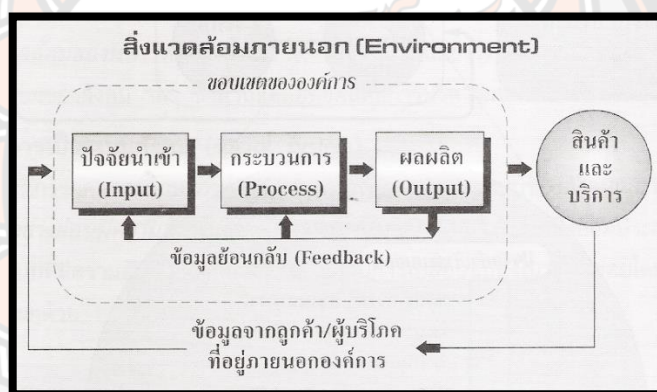 สิ่งแวดล้อมภายนอก (Environment)
ขอบเขตขององค์การ
ปัจจัยนำเข้า
(Input)
กระบวนการ
(Process)
ผลผลิต
(Output)
สินค้า
และ
บริการ
ข้อมูลย้อนกลับ (Feedback)
ข้อมูลจากลูกค้า/ผู้บริโภค
ที่อยู่ภายนอกองค์การ